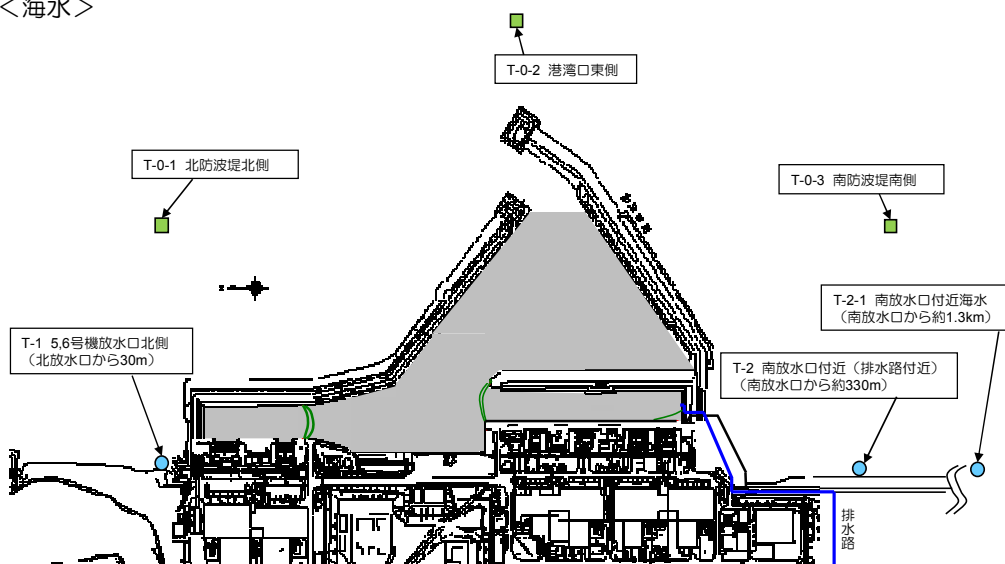 ＜海水＞
T-0-2 港湾口東側
T-0-1 北防波堤北側
T-0-3 南防波堤南側
T-2-1 南放水口付近海水
（南放水口から約1.3km）
T-1 5,6号機放水口北側
（北放水口から30m）
T-2 南放水口付近（排水路付近）
（南放水口から約330m）
排水路